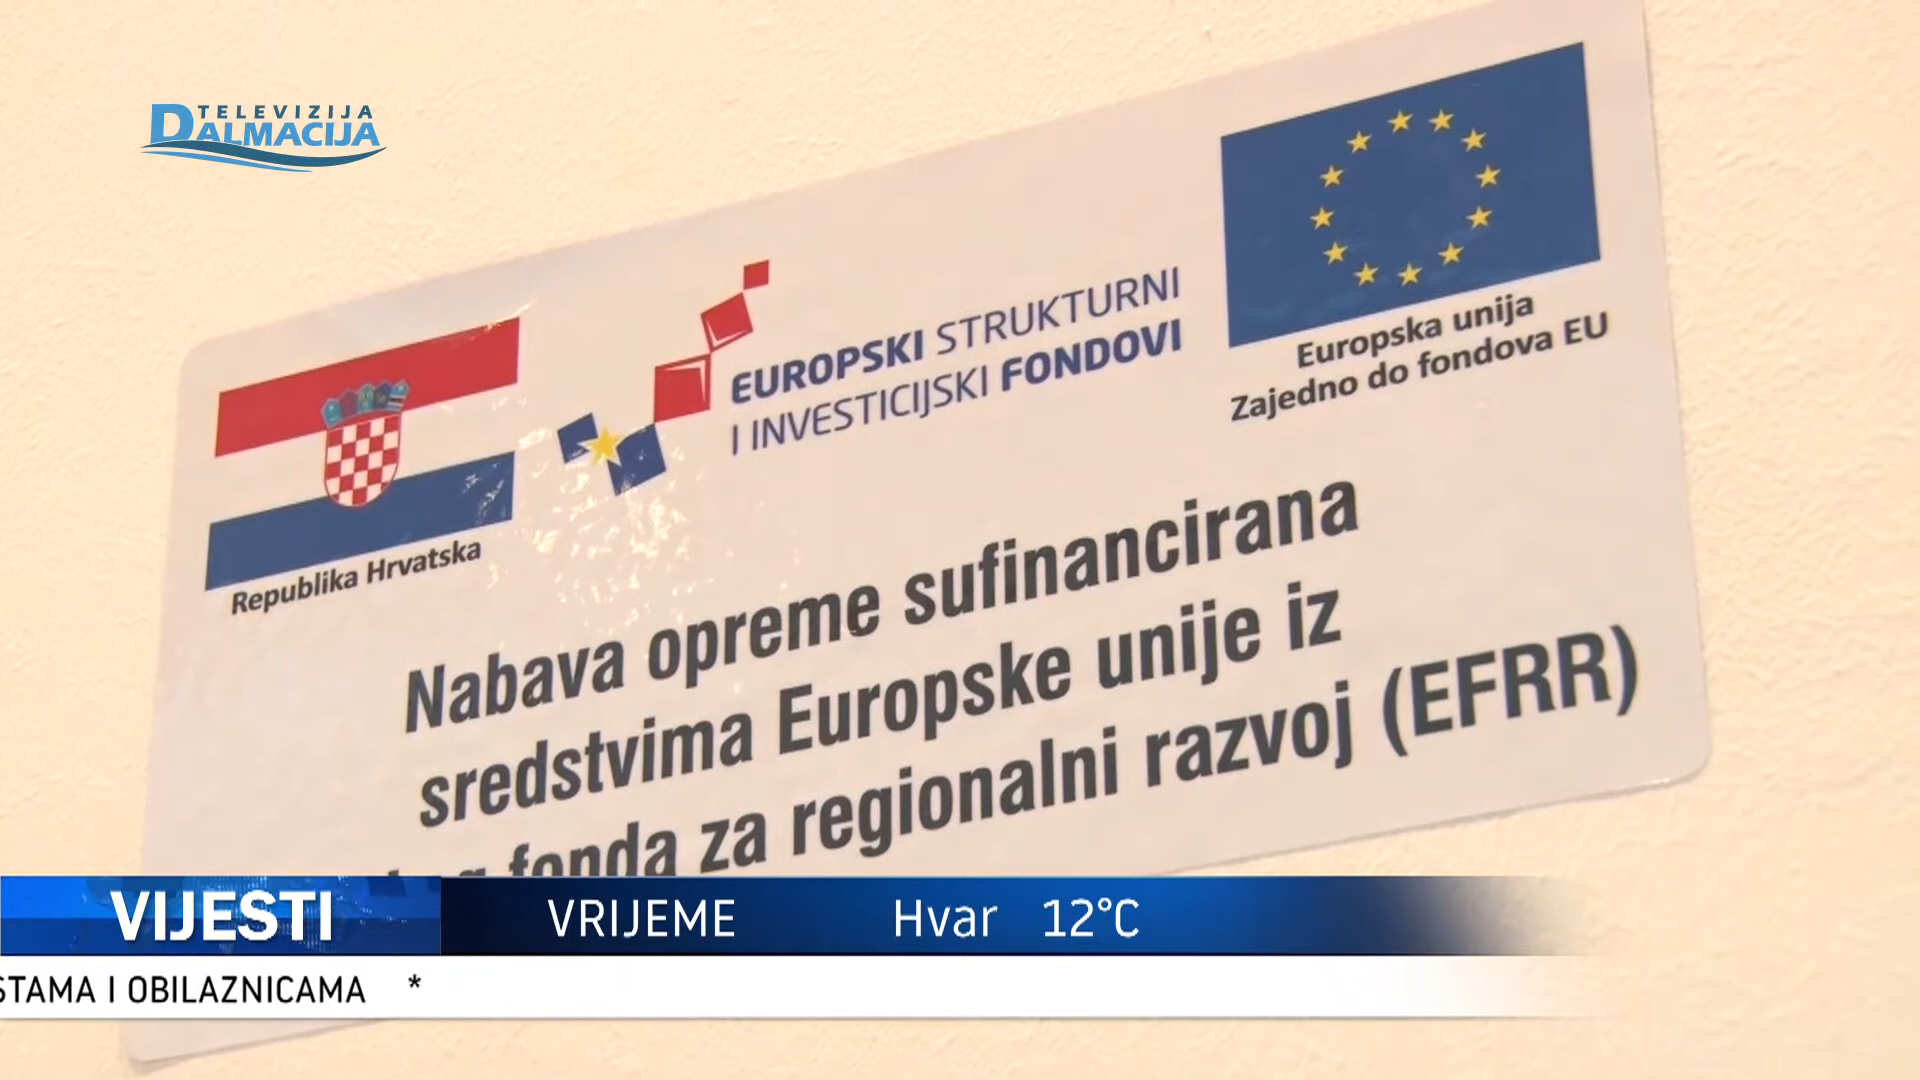 TELEVIZIJA
DALMACIJA
EUROPSKI STRUKTURNI
I INVESTICIJSKI FONDOVI
Europska unija
Zajedno do fondova EU
Republika Hrvatska
Nabava opreme sufinancirana
sredstvima Europske unije iz
fonda za regionalni razvoj (EFRR)
VIJESTI
VRIJEME Hvar 12°C
STAMA I OBILAZNICAMA *